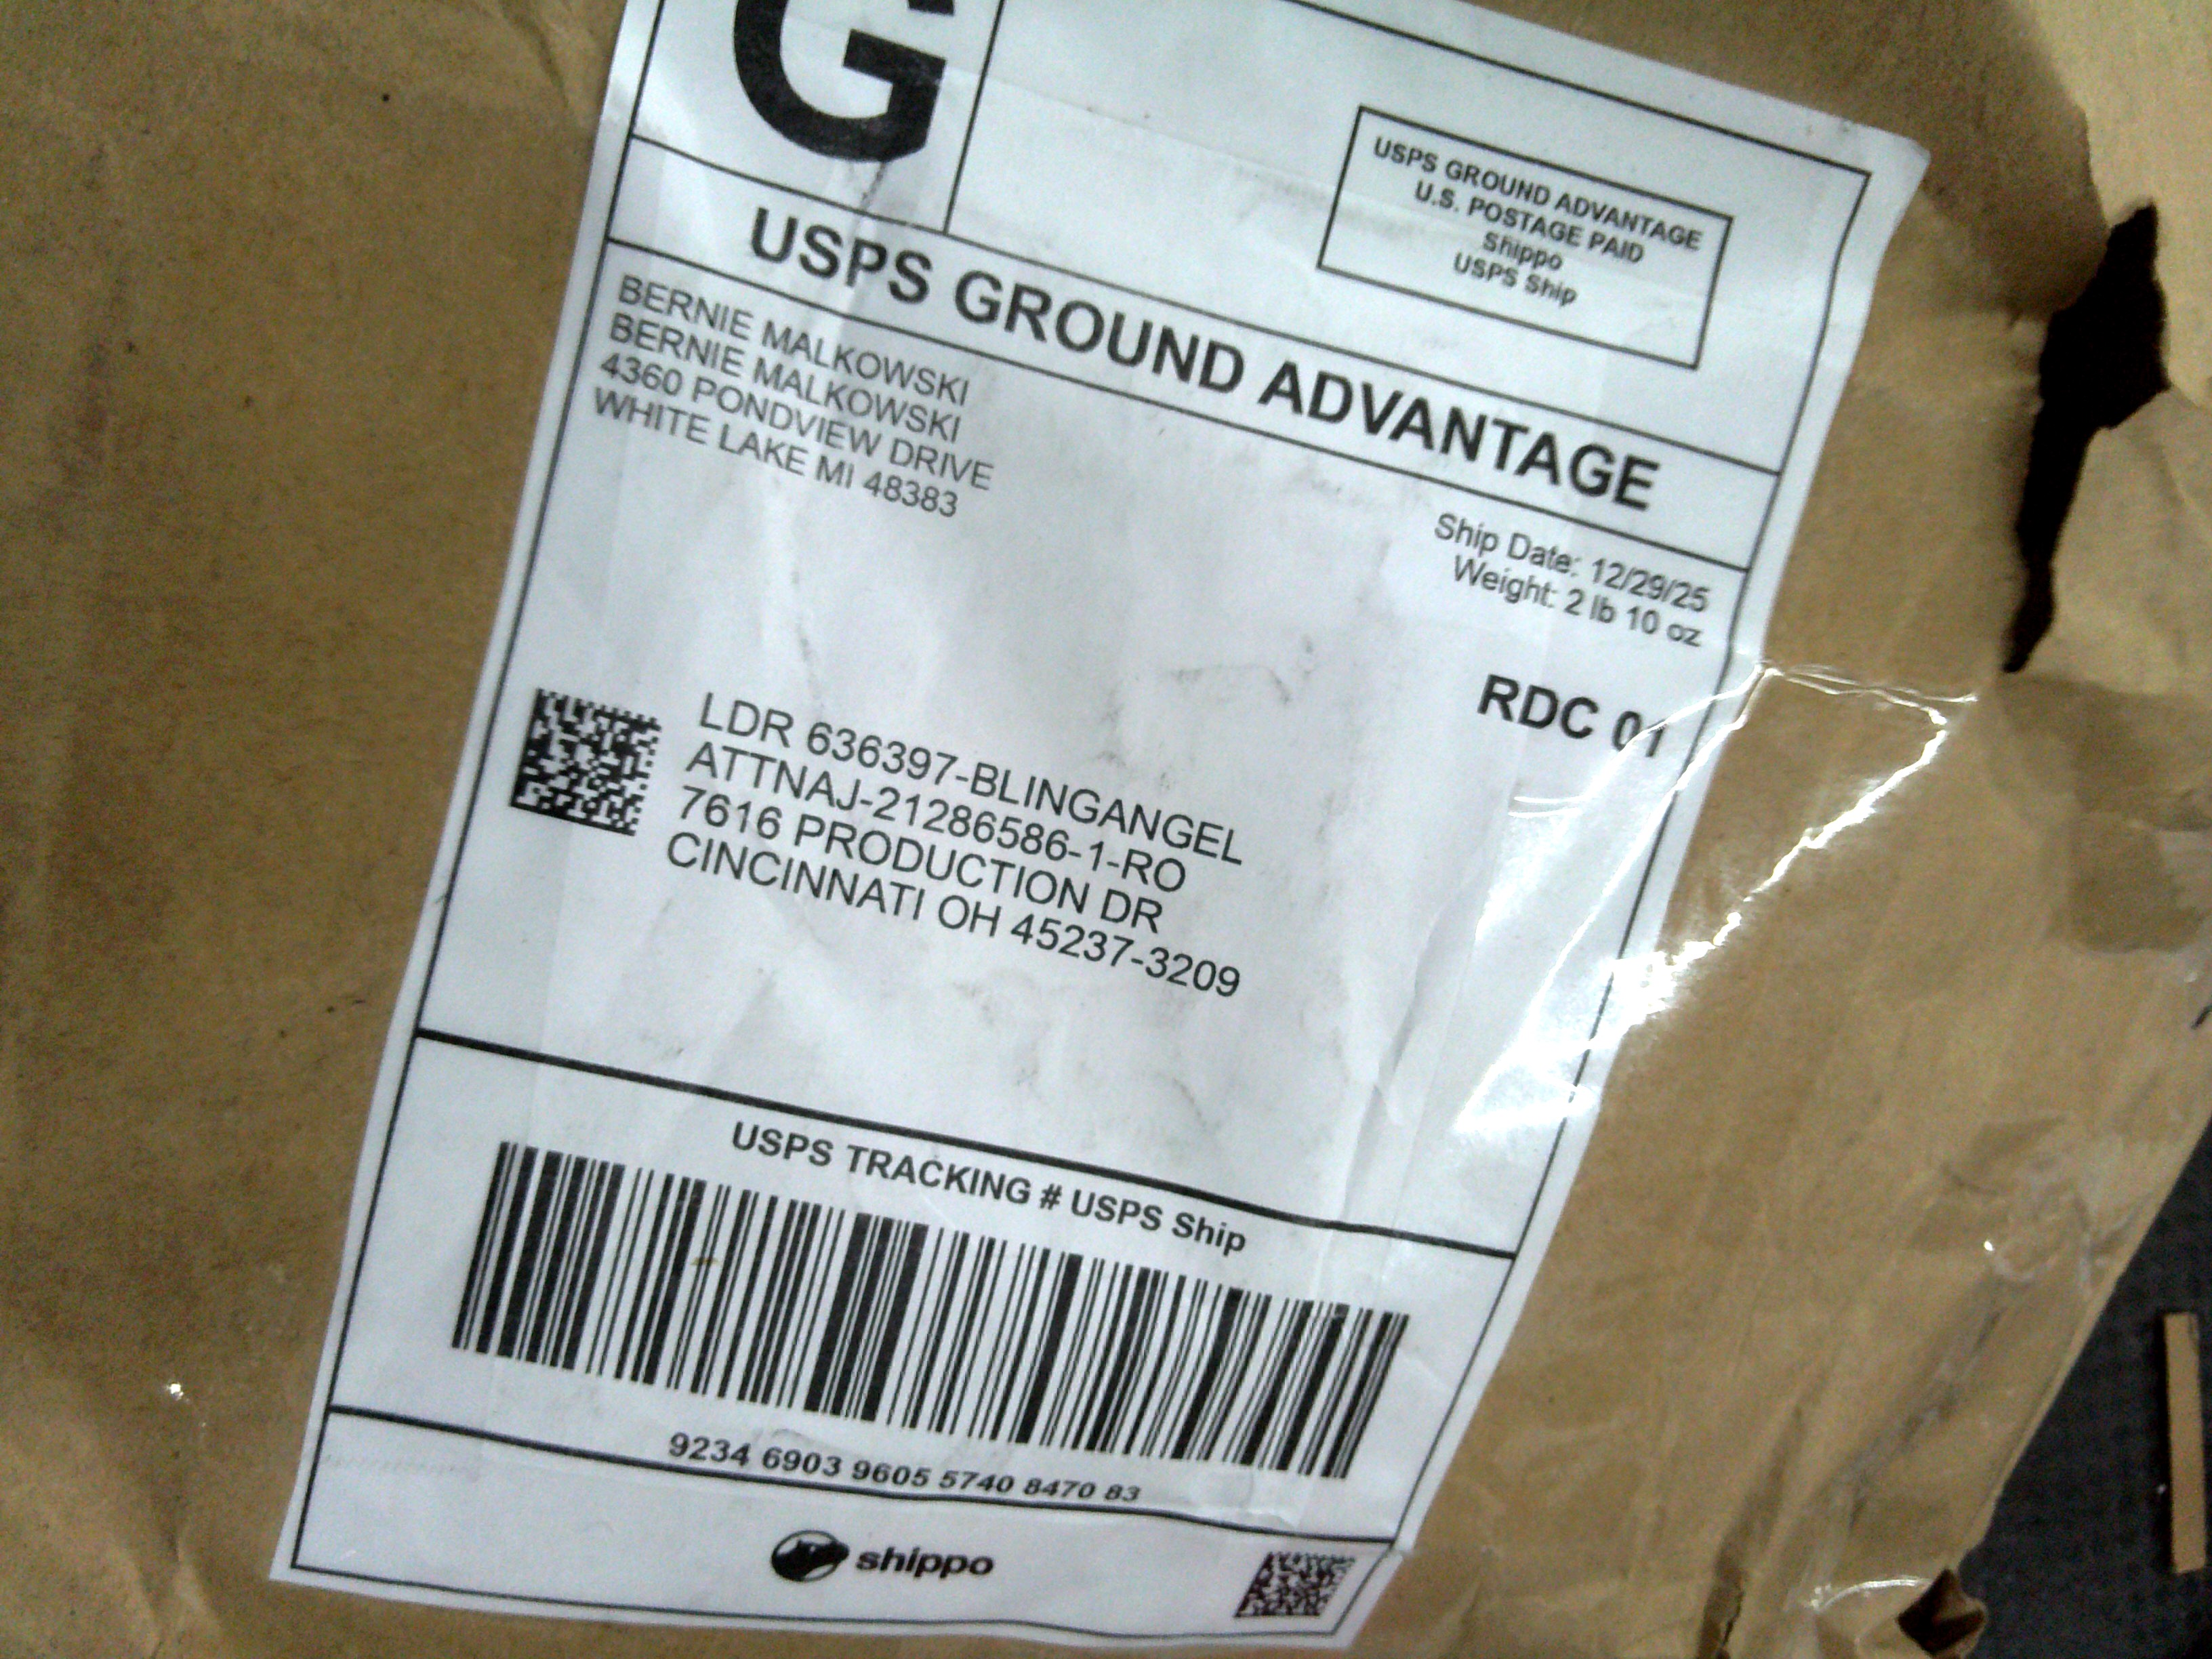 G
USPS GROUND ADVANTAGE
U.S. POSTAGE PAID
Shippo
USPS Ship
USPS GROUND ADVANTAGE
BERNIE MALKOWSKI
BERNIE MALKOWSKI
4360 PONDVIEW DRIVE
WHITE LAKE MI 48383
Ship Date: 12/29/25
Weight: 2 lb 10 oz
RDC 01
LDR 636397-BLINGANGEL
ATTNAJ-21286586-1-RO
7616 PRODUCTION DR
CINCINNATI OH 45237-3209
USPS TRACKING # USPS Ship
9234 6903 9605 5740 8470 83
shippo